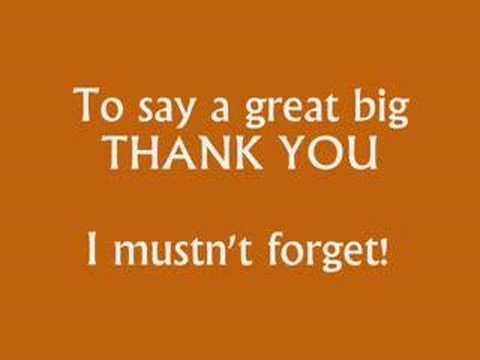 To say a great big
THANK YOU
I mustn't forget!